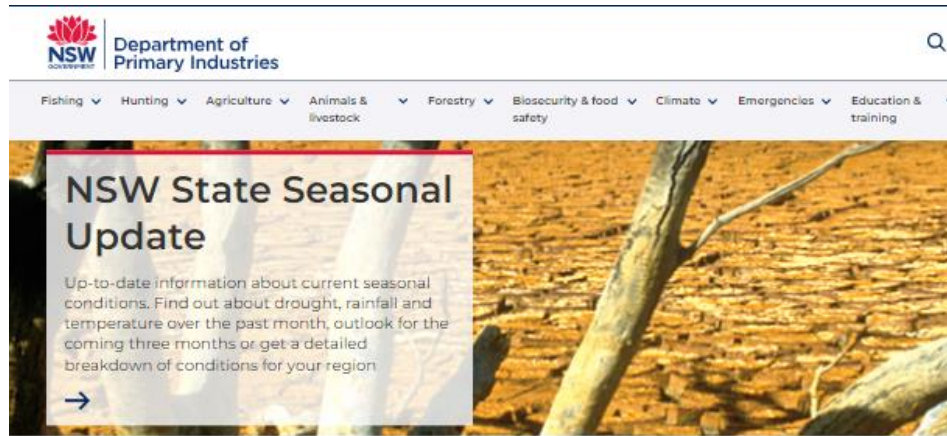 NSW
GOVERNMENT
Department of
Primary Industries
Fishing Hunting Agriculture Animals & livestock Forestry Biosecurity & food safety Climate Emergencies Education & training
NSW State Seasonal
Update
Up-to-date information about current seasonal
conditions. Find out about drought, rainfall and
temperature over the past month, outlook for the
coming three months or get a detailed
breakdown of conditions for your region